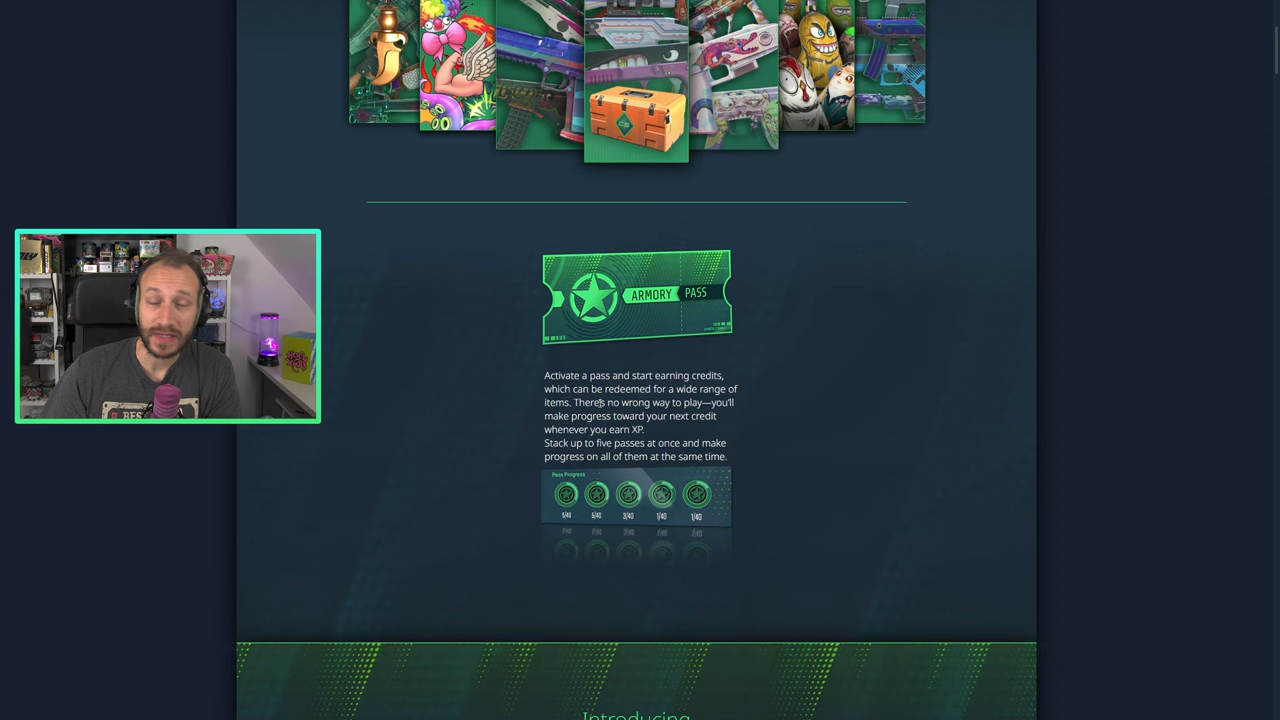 ARMORY PASS
Activate a pass and start earning credits,
which can be redeemed for a wide range of
items. There's no wrong way to play—you'll
make progress toward your next credit
whenever you earn XP.
Stack up to five passes at once and make
progress on all of them at the same time.
Pass Progress
5/40 5/40 3/40 1/40 1/40
Introducing